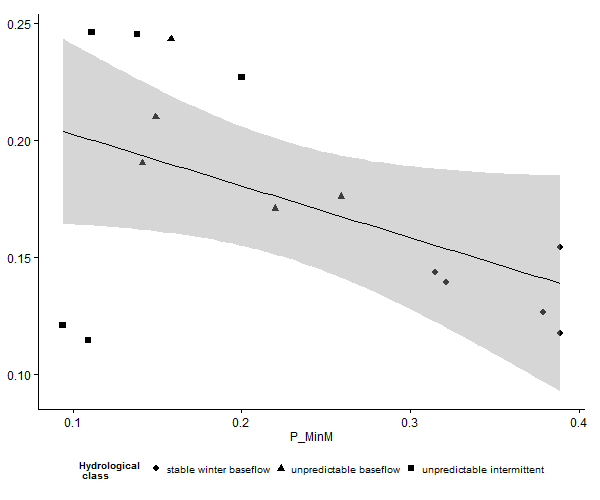 0.25
0.20
0.15
0.10
0.1 0.2 0.3 0.4
P_MinM
Hydrological
class
stable winter baseflow unpredictable baseflow unpredictable intermittent